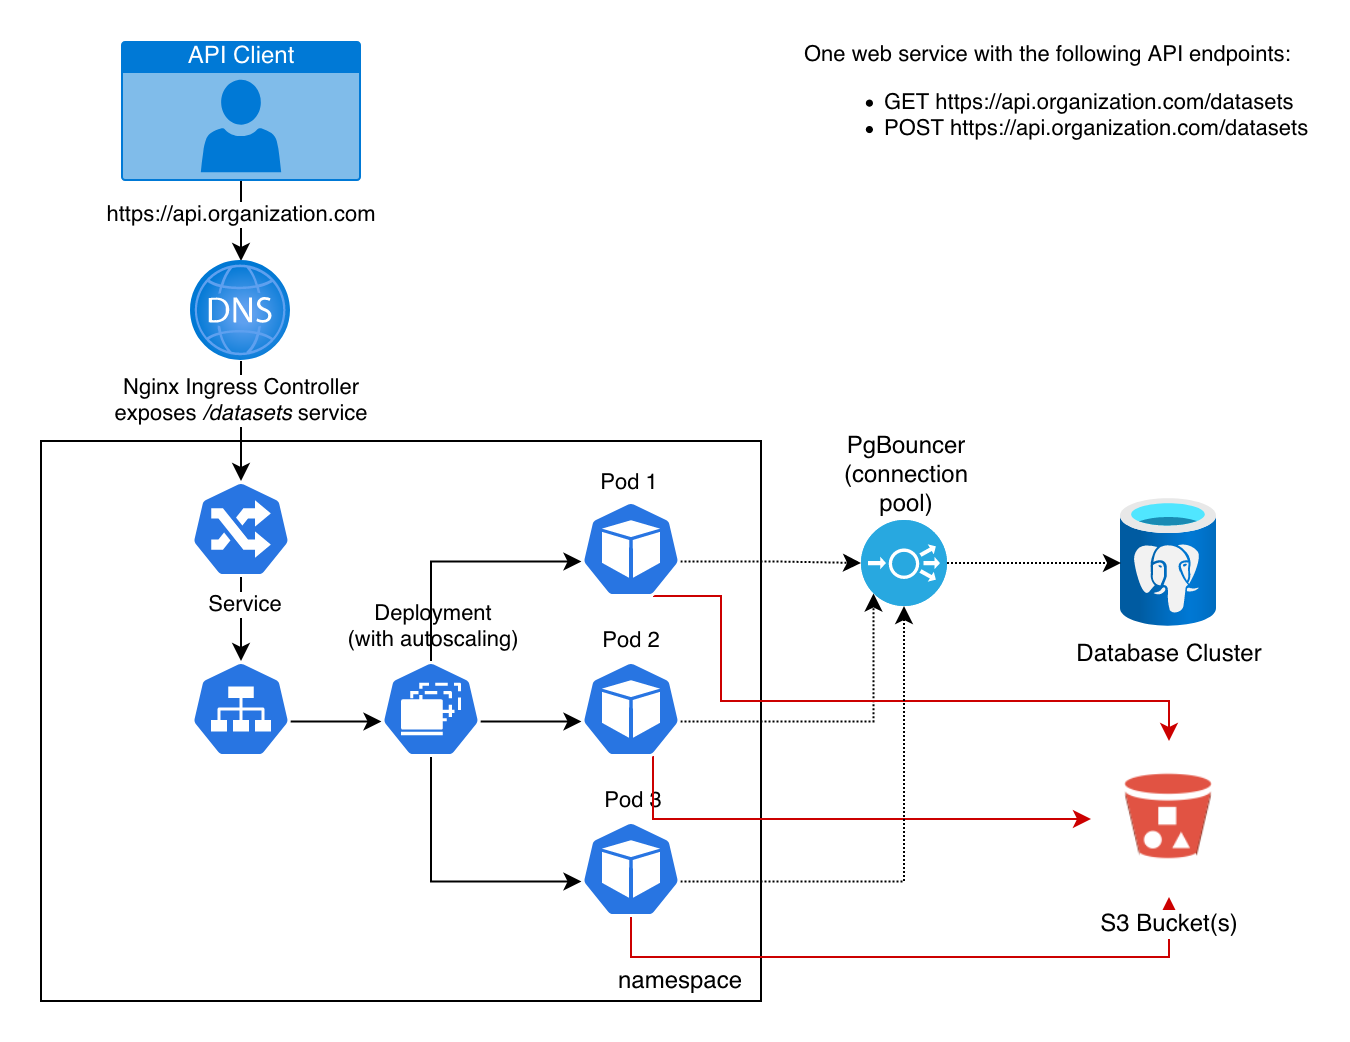 API Client
One web service with the following API endpoints:
• GET https://api.organization.com/datasets
• POST https://api.organization.com/datasets
https://api.organization.com
DNS
Nginx Ingress Controller
exposes /datasets service
Service
Deployment
(with autoscaling)
Pod 1
Pod 2
Pod 3
namespace
PgBouncer
(connection
pool)
Database Cluster
S3 Bucket(s)